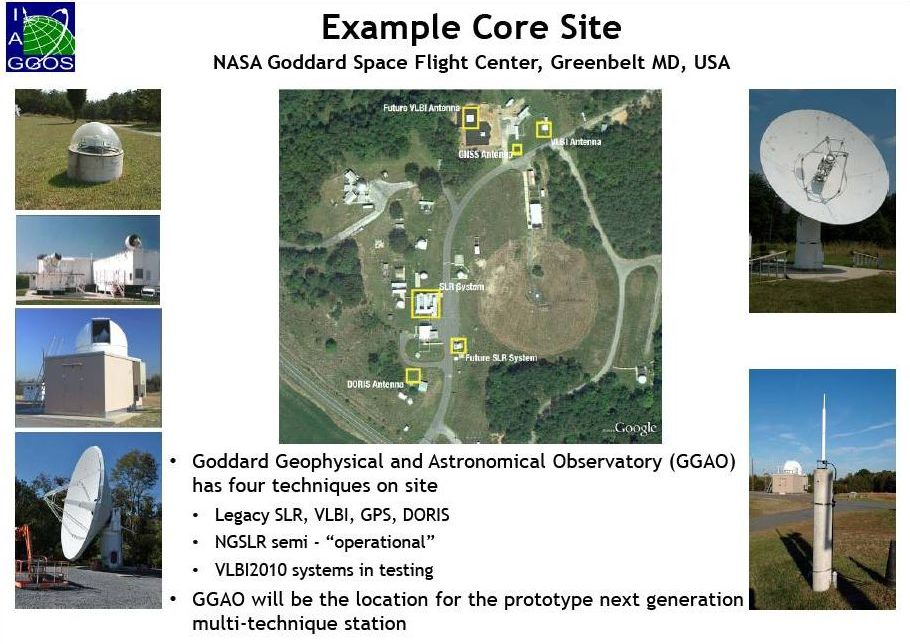 I
A
GGOS
Example Core Site
NASA Goddard Space Flight Center, Greenbelt MD, USA
Future VLBI Antenna
VLBI Antenna
GNSS Antenna
SLR System
Future SLR System
DORIS Antenna
Google
• Goddard Geophysical and Astronomical Observatory (GGAO)
has four techniques on site
• Legacy SLR, VLBI, GPS, DORIS
• NGSLR semi - “operational”
• VLBI2010 systems in testing
• GGAO will be the location for the prototype next generation
multi-technique station